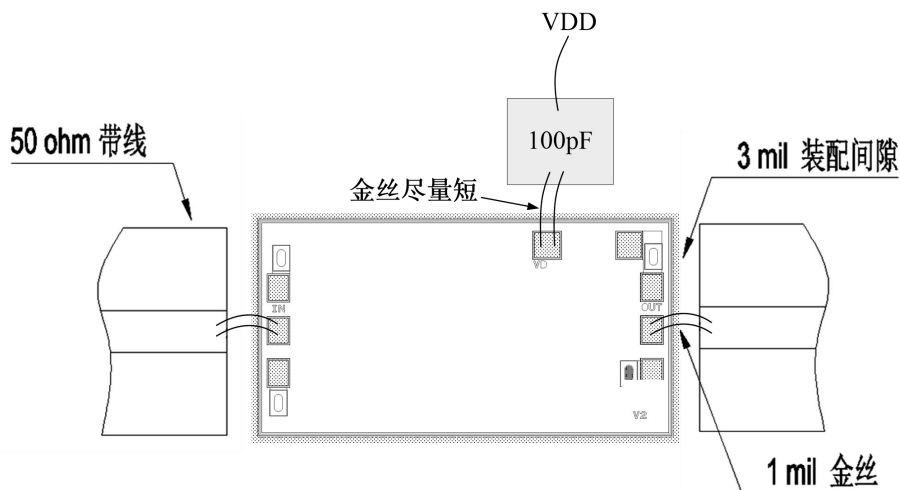 VDD
100pF
50 ohm 带线
3 mil 装配间隙
金丝尽量短
VD
IN
OUT
V2
1 mil 金丝